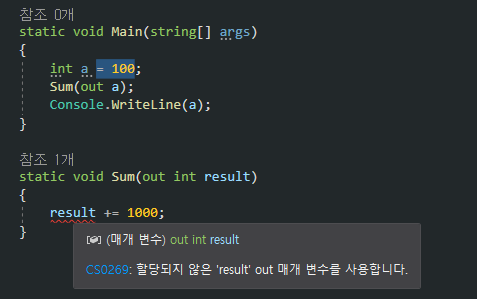 참조 0개
static void Main(string[] args)
{
int a = 100;
Sum(out a);
Console.WriteLine(a);
}
참조 1개
static void Sum(out int result)
{
result += 1000;
}
(매개 변수) out int result
CS0269: 할당되지 않은 'result' out 매개 변수를 사용합니다.